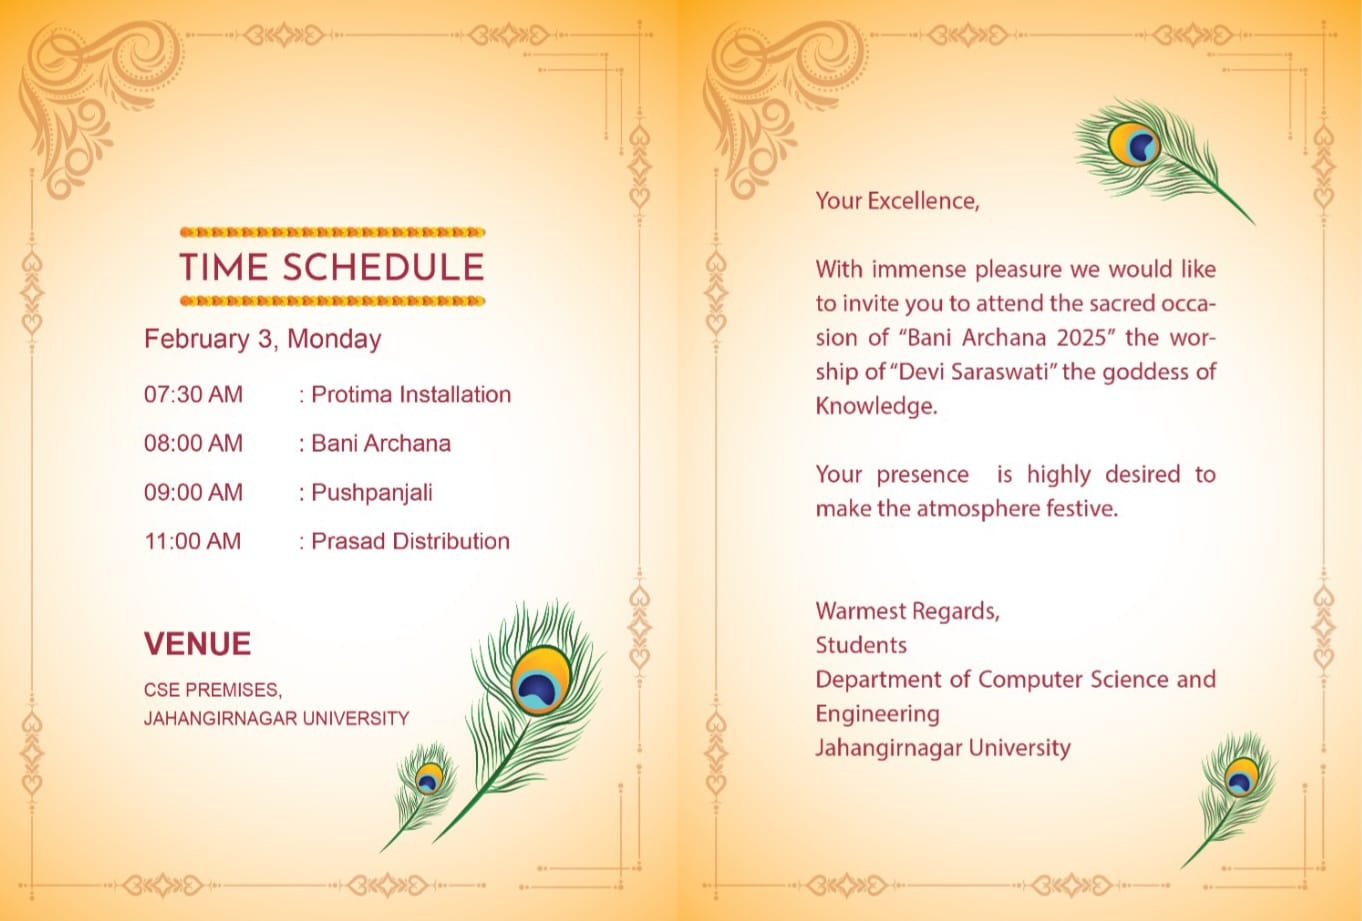 TIME SCHEDULE
February 3, Monday
07:30 AM : Protima Installation
08:00 AM : Bani Archana
09:00 AM : Pushpanjali
11:00 AM : Prasad Distribution
VENUE
CSE PREMISES,
JAHANGIRNAGAR UNIVERSITY
Your Excellence,
With immense pleasure we would like
to invite you to attend the sacred occa-
sion of “Bani Archana 2025” the wor-
ship of “Devi Saraswati” the goddess of
Knowledge.
Your presence is highly desired to
make the atmosphere festive.
Warmest Regards,
Students
Department of Computer Science and
Engineering
Jahangirnagar University